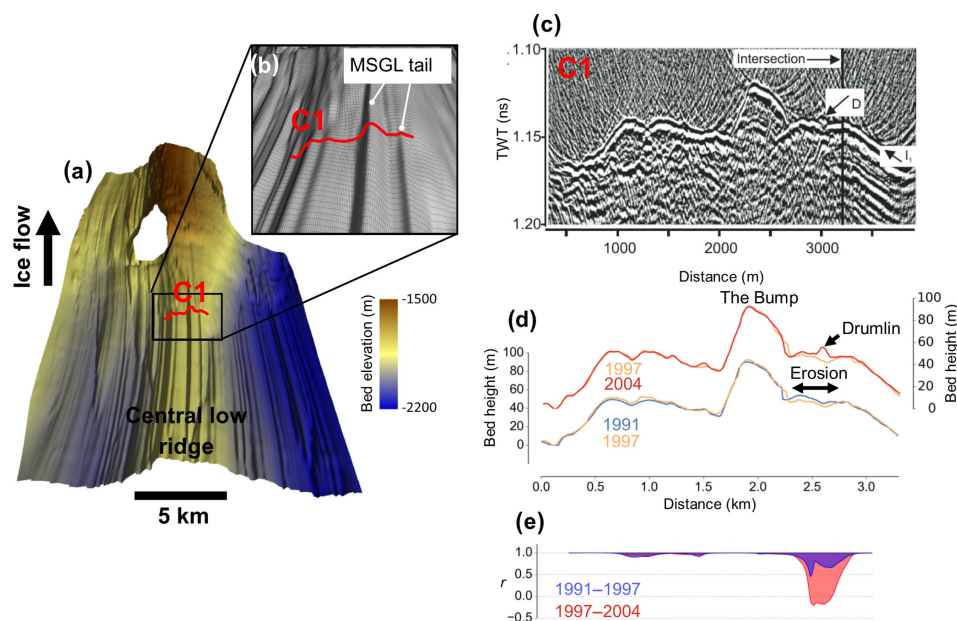 (a)
Ice flow
C1
Central low
ridge
5 km
Bed elevation (m)
-1500
-2200
(b)
MSGL tail
C1
(c)
C1
TWT (ns)
1.10
1.15
1.20
Intersection
D
I₁
1000
2000
3000
Distance (m)
(d)
The Bump
Drumlin
Erosion
1997
2004
1991
1997
Bed height (m)
100
80
60
40
20
0
Bed height (m)
100
80
60
40
20
0
0.0
0.5
1.0
1.5
2.0
2.5
3.0
Distance (km)
(e)
r
1.0
0.5
0.0
−0.5
1991–1997
1997–2004